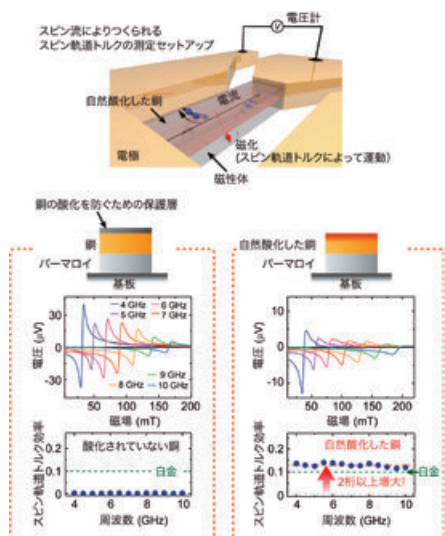 スピン流によりつくられる
スピン軌道トルクの測定セットアップ
電圧計
V
自然酸化した銅
電流
電極
磁化
(スピン軌道トルクによって運動)
磁性体
銅の酸化を防ぐための保護層
銅
パーマロイ
基板
電圧 (μV)
30
0
-30
4 GHz
5 GHz
6 GHz
7 GHz
8 GHz
9 GHz
10 GHz
50 100 150 200
磁場 (mT)
スピン軌道トルク効率
0.2
0.1
0
酸化されていない銅
白金
4 6 8 10
周波数 (GHz)
自然酸化した銅
パーマロイ
基板
電圧 (μV)
10
0
-10
50 100 150 200
磁場 (mT)
スピン軌道トルク効率
0.2
0.1
0
自然酸化した銅
白金
2桁以上増大!
4 6 8 10
周波数 (GHz)